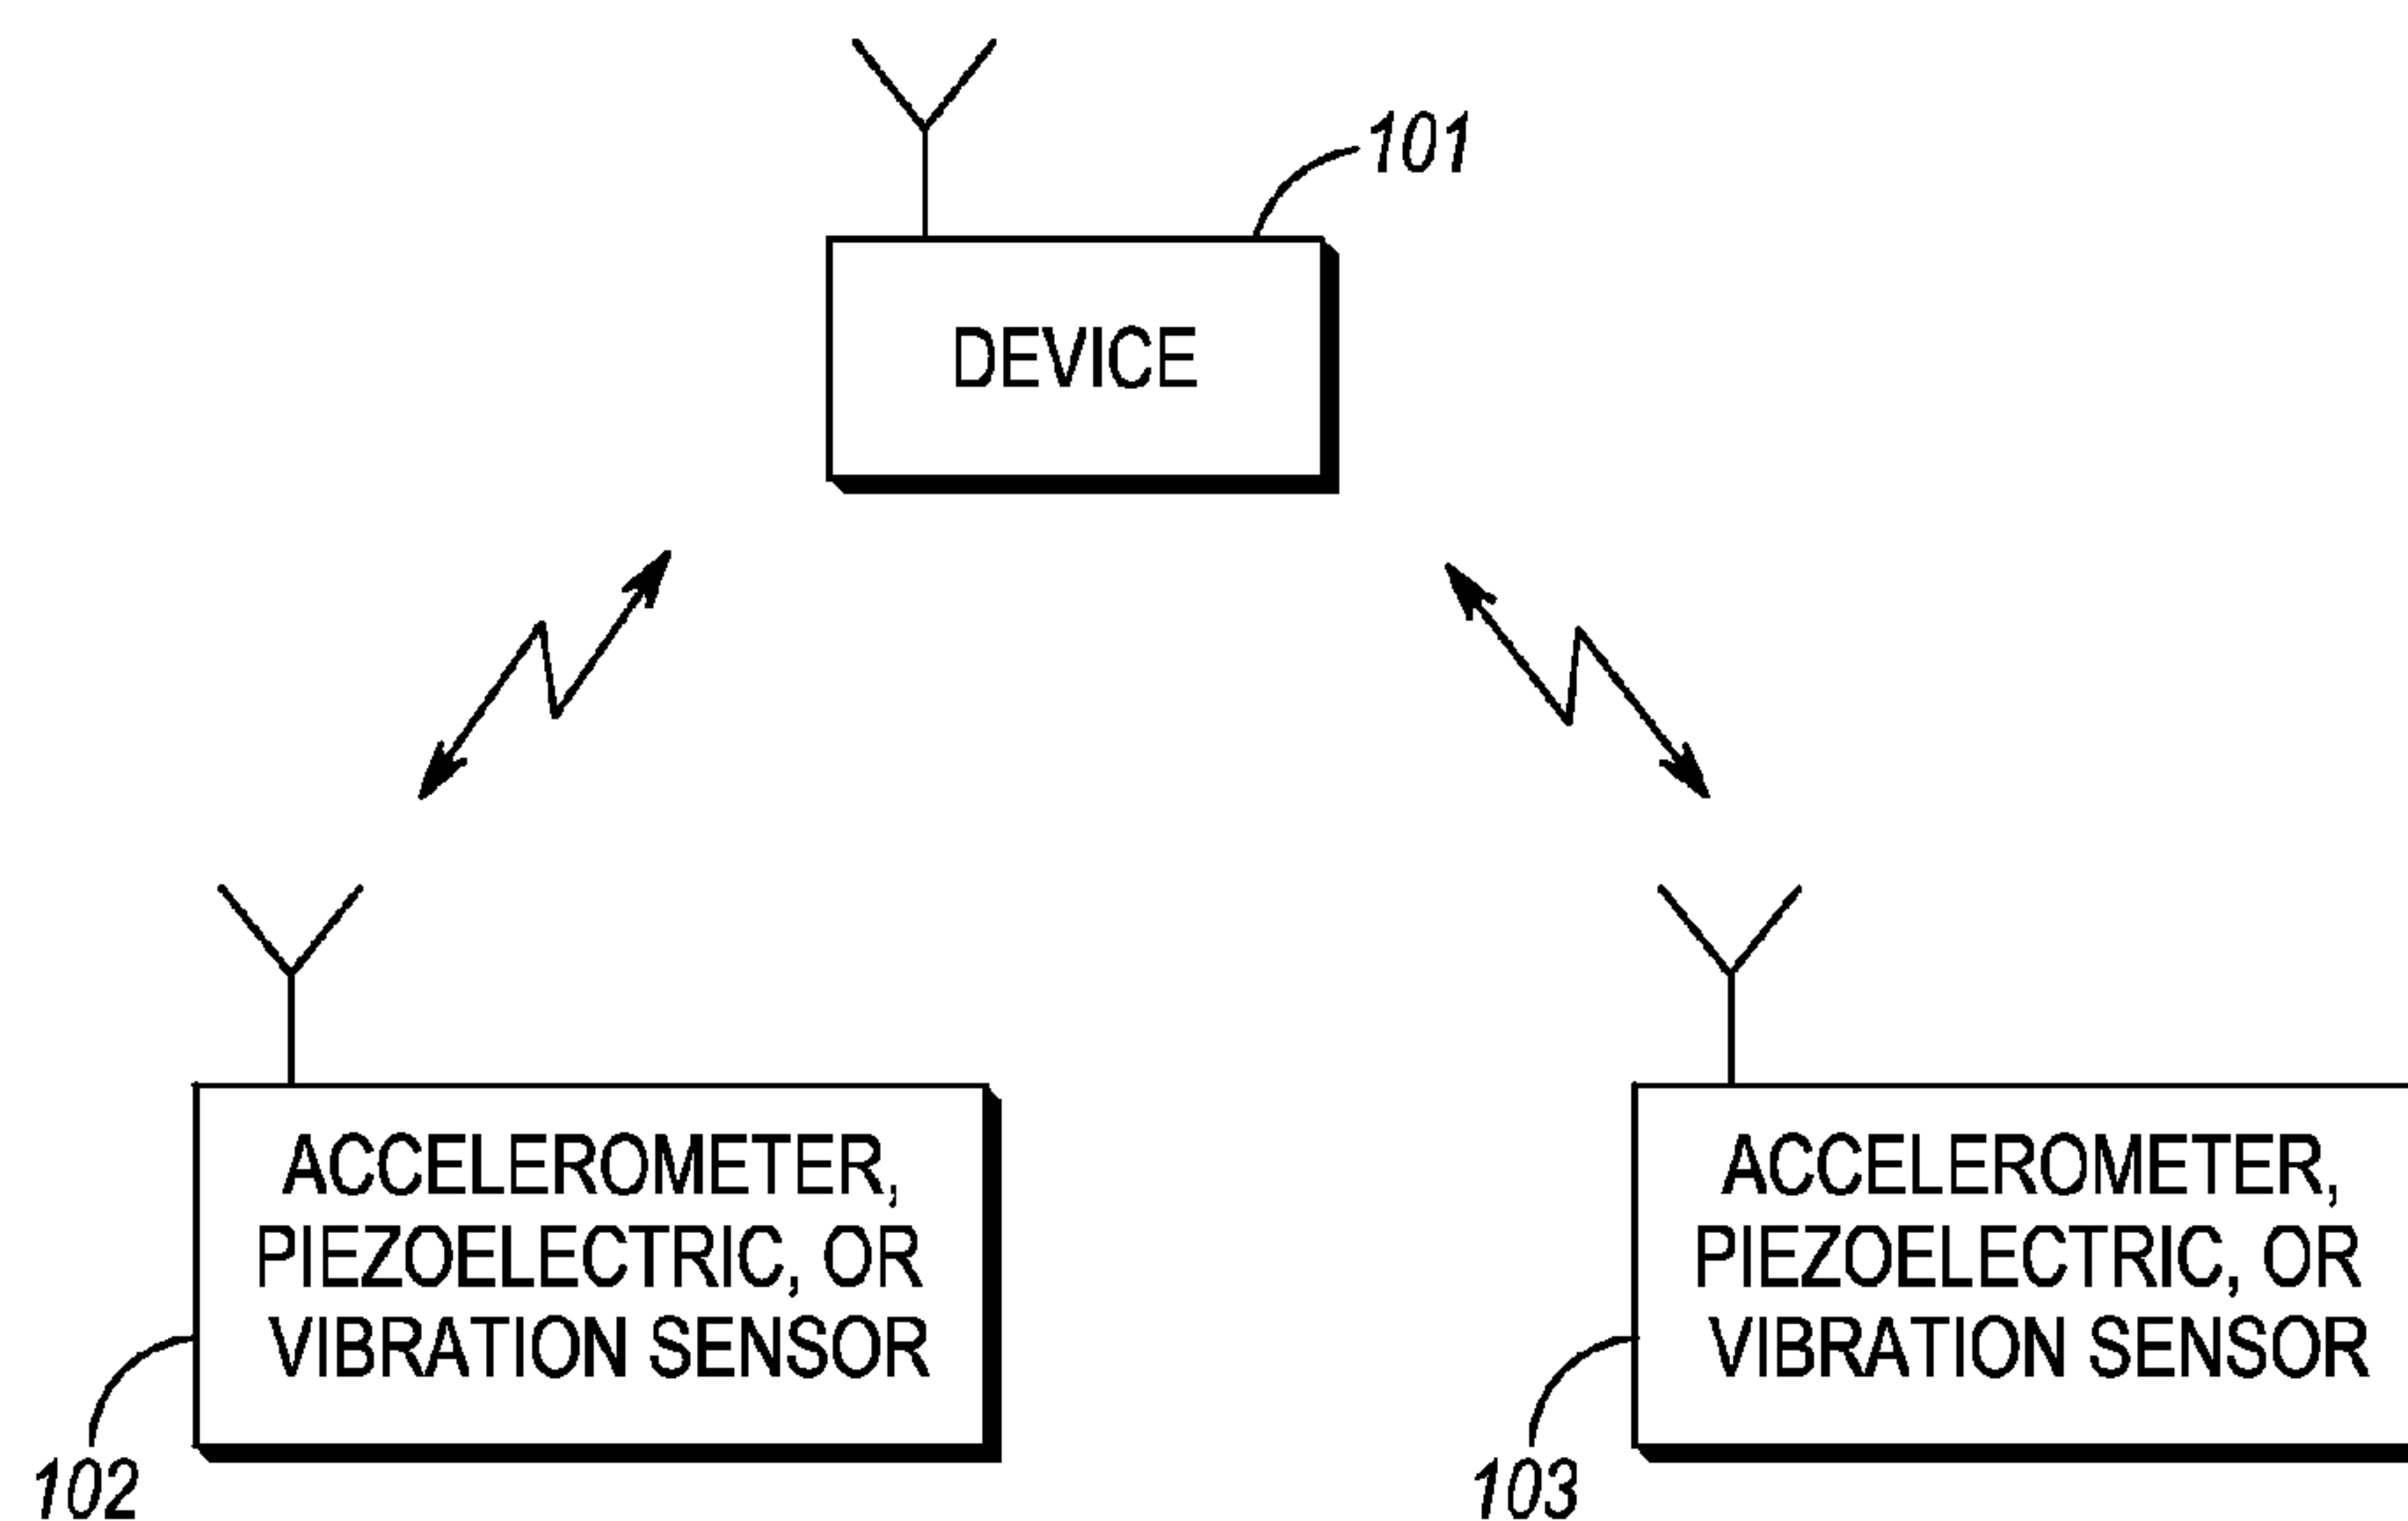 101
DEVICE
ACCELEROMETER,
PIEZOELECTRIC, OR
VIBRATION SENSOR
102
ACCELEROMETER,
PIEZOELECTRIC, OR
VIBRATION SENSOR
103